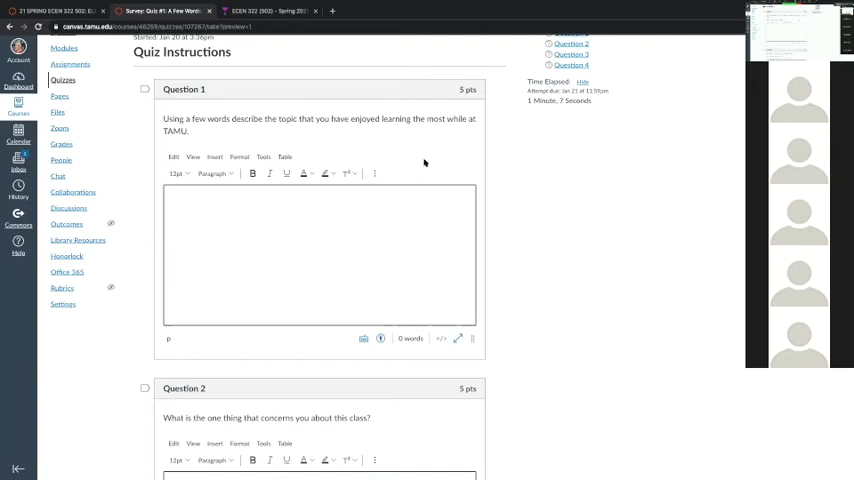 21 SPRING ECEN 322 502: EL
Survey: Quiz #1: A Few Words
ECEN 322 (502) - Spring 202
canvas.tamu.edu/courses/48259/quizzes/107267/take?preview=1
Account
Dashboard
Courses
Calendar
Inbox
History
Commons
Help
Modules
Assignments
Quizzes
Pages
Files
Zoom
Grades
People
Chat
Collaborations
Discussions
Outcomes
Library Resources
Honorlock
Office 365
Rubrics
Settings
Started: Jan 20 at 3:36pm
Quiz Instructions
Question 1
5 pts
Using a few words describe the topic that you have enjoyed learning the most while at
TAMU.
Edit View Insert Format Tools Table
12pt Paragraph B I U A T²
p
0 words </>
Question 2
5 pts
What is the one thing that concerns you about this class?
Edit View Insert Format Tools Table
12pt Paragraph B I U A T²
Question 2
Question 3
Question 4
Time Elapsed: Hide
Attempt due: Jan 21 at 11:59pm
1 Minute, 7 Seconds